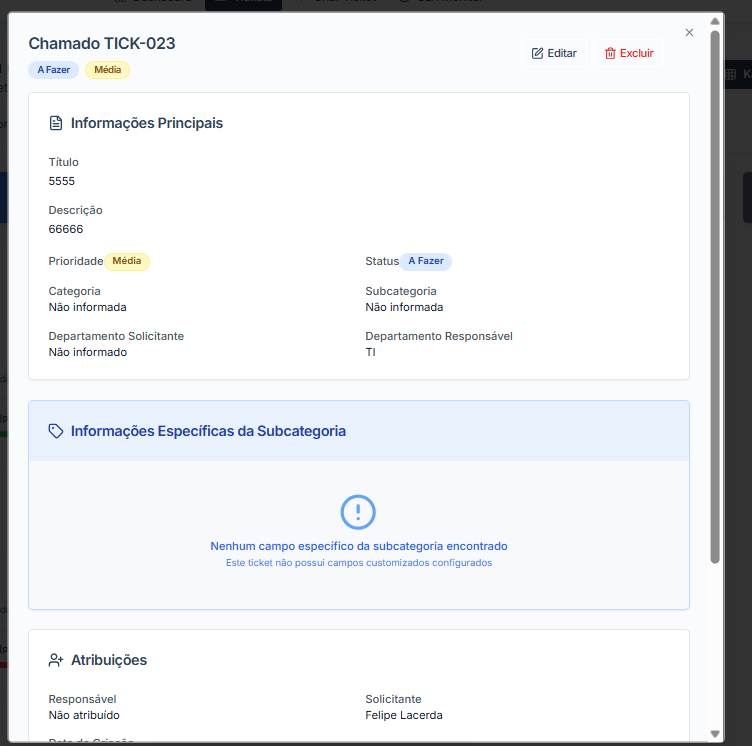 Chamado TICK-023
Editar
Excluir
A Fazer
Média
Informações Principais
Título
5555
Descrição
66666
Prioridade Média
Status A Fazer
Categoria
Não informada
Subcategoria
Não informada
Departamento Solicitante
Não informado
Departamento Responsável
TI
Informações Específicas da Subcategoria
Nenhum campo específico da subcategoria encontrado
Este ticket não possui campos customizados configurados
Atribuições
Responsável
Não atribuído
Solicitante
Felipe Lacerda